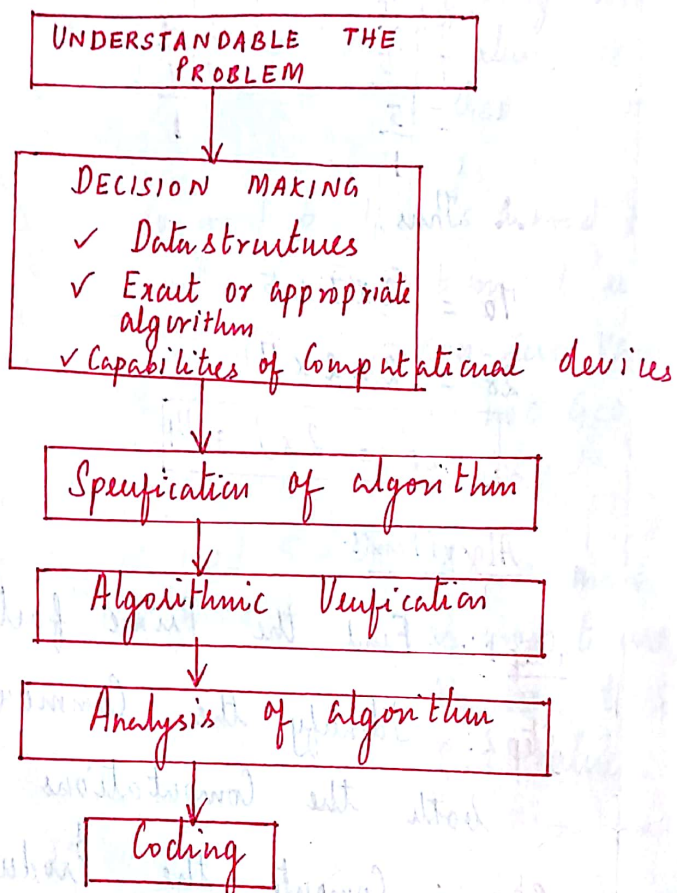 UNDERSTANDABLE THE
PROBLEM
DECISION MAKING
✓ Datastructures
✓ Exact or appropriate
algorithm
✓ Capabilities of Computational devices
Specification of algorithm
Algorithmic Verification
Analysis of algorithm
Coding